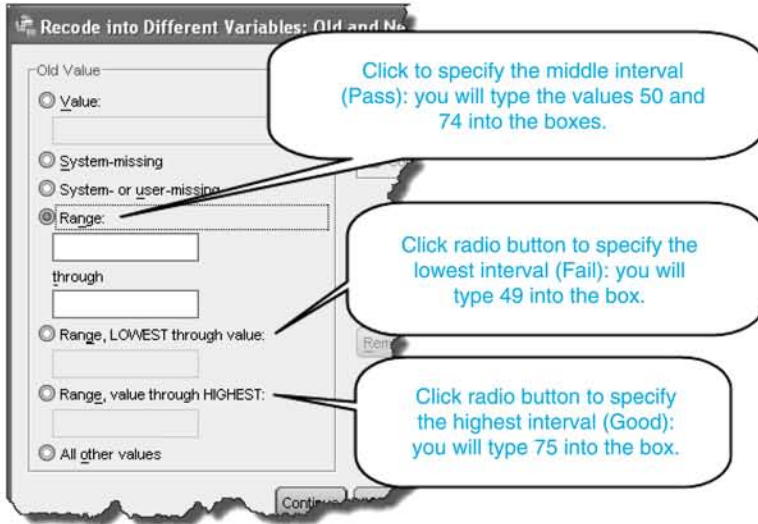 Recode into Different Variables: Old and Ne
Old Value
Value:
System-missing
System- or user-missing
Range:
through
Range, LOWEST through value:
Range, value through HIGHEST:
All other values
Continue
Rem
Click to specify the middle interval
(Pass): you will type the values 50 and
74 into the boxes.
Click radio button to specify the
lowest interval (Fail): you will
type 49 into the box.
Click radio button to specify
the highest interval (Good):
you will type 75 into the box.